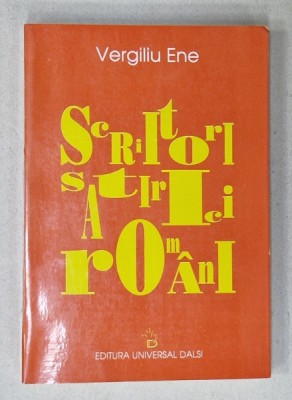 Vergiliu Ene
ScRiItoRI
SAtIRIci
romÂNI
EDITURA UNIVERSAL DALSI